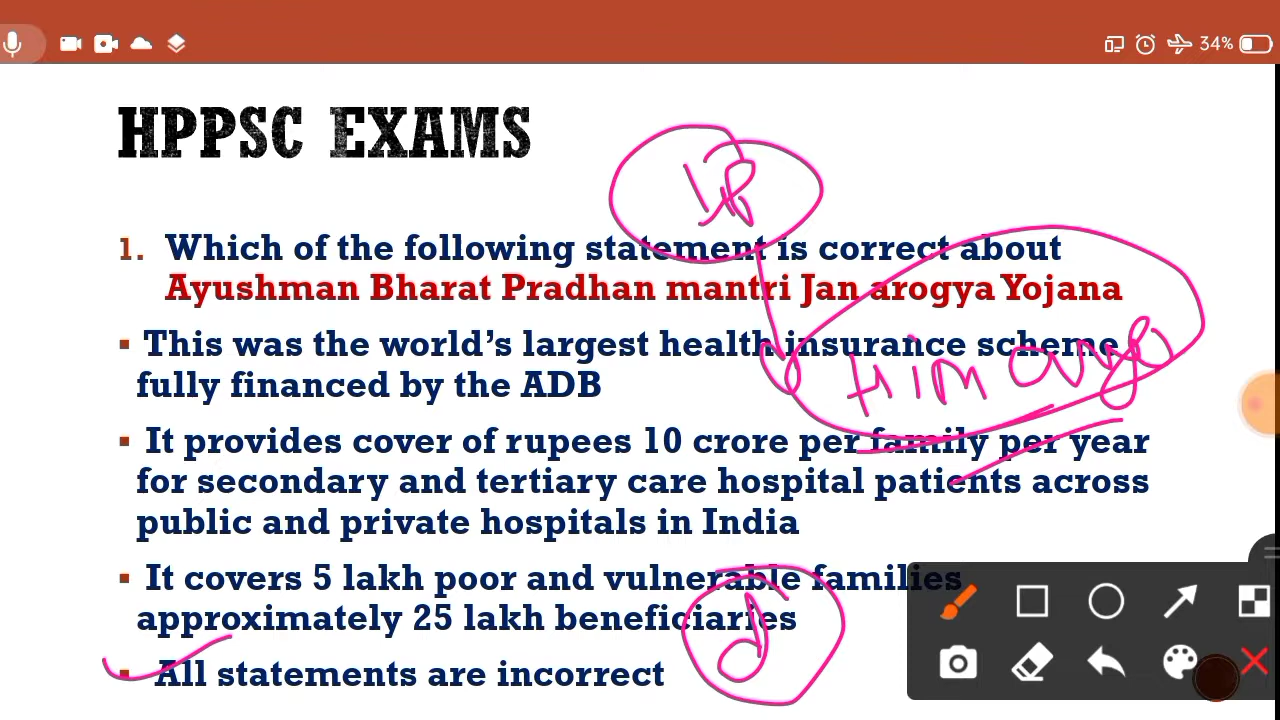 34%
HPPSC EXAMS
1. Which of the following statement is correct about
Ayushman Bharat Pradhan mantri Jan arogya Yojana
▪ This was the world's largest health insurance scheme
fully financed by the ADB
▪ It provides cover of rupees 10 crore per family per year
for secondary and tertiary care hospital patients across
public and private hospitals in India
▪ It covers 5 lakh poor and vulnerable families
approximately 25 lakh beneficiaries
▪ All statements are incorrect
d